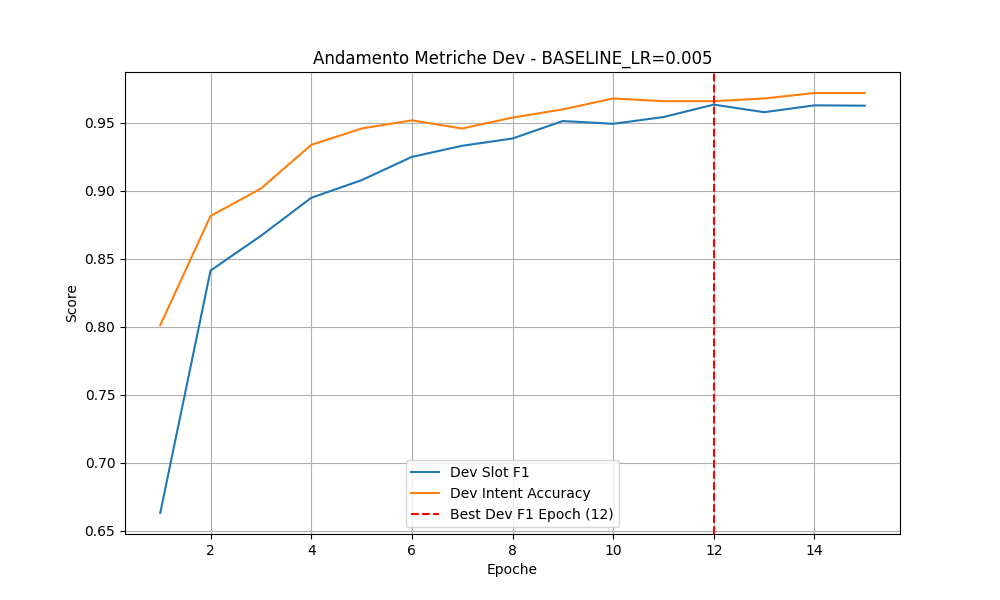 Andamento Metriche Dev - BASELINE_LR=0.005
Score
0.95
0.90
0.85
0.80
0.75
0.70
0.65
Dev Slot F1
Dev Intent Accuracy
Best Dev F1 Epoch (12)
2 4 6 8 10 12 14
Epoche